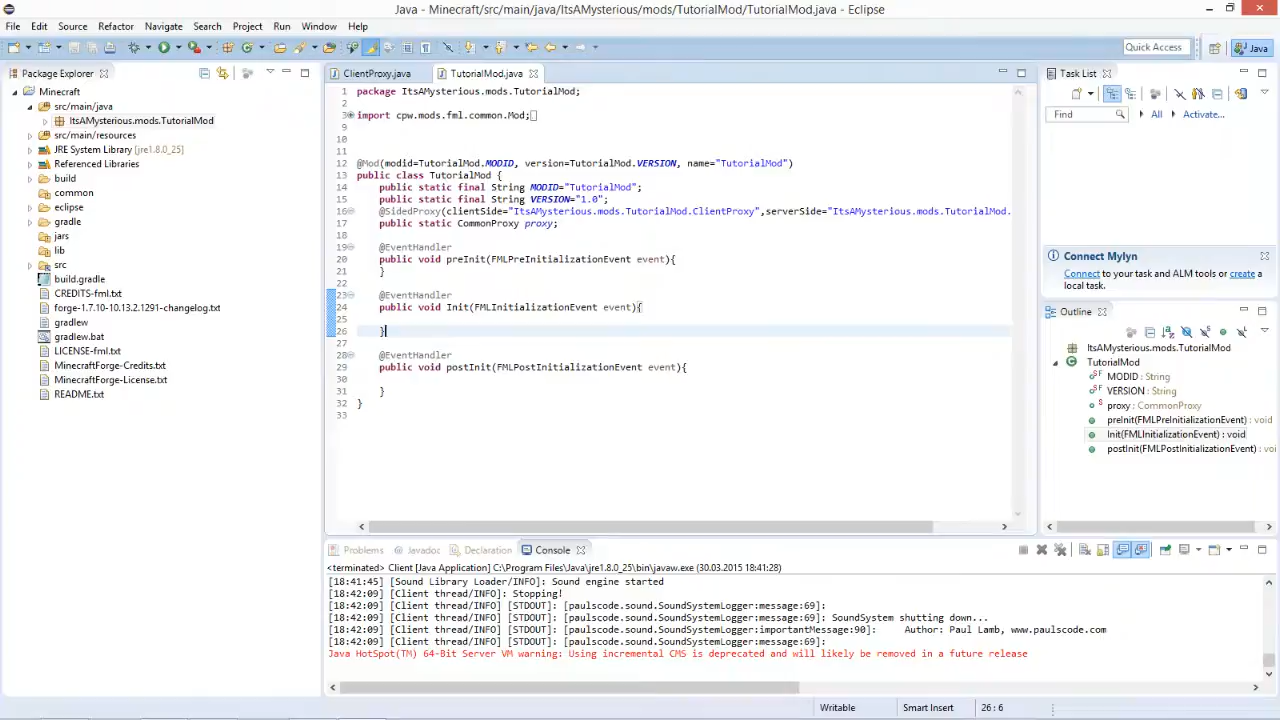 Java - Minecraft/src/main/java/ItsAMysterious/mods/TutorialMod/TutorialMod.java - Eclipse
File Edit Source Refactor Navigate Search Project Run Window Help
Quick Access
Java
Package Explorer
Minecraft
src/main/java
ItsAMysterious.mods.TutorialMod
src/main/resources
JRE System Library [jre1.8.0_25]
Referenced Libraries
build
common
eclipse
gradle
jars
lib
src
build.gradle
CREDITS-fml.txt
forge-1.7.10-10.13.2.1291-changelog.txt
gradlew
gradlew.bat
LICENSE-fml.txt
MinecraftForge-Credits.txt
MinecraftForge-License.txt
README.txt
ClientProxy.java
TutorialMod.java
1 package ItsAMysterious.mods.TutorialMod;
2
3 import cpw.mods.fml.common.Mod;
9
10
11
12 @Mod(modid=TutorialMod.MODID, version=TutorialMod.VERSION, name="TutorialMod")
13 public class TutorialMod {
14 public static final String MODID="TutorialMod";
15 public static final String VERSION="1.0";
16 @SidedProxy(clientSide="ItsAMysterious.mods.TutorialMod.ClientProxy",serverSide="ItsAMysterious.mods.TutorialMod.
17 public static CommonProxy proxy;
18
19 @EventHandler
20 public void preInit(FMLPreInitializationEvent event){
21 }
22
23 @EventHandler
24 public void Init(FMLInitializationEvent event){
25
26 }
27
28 @EventHandler
29 public void postInit(FMLPostInitializationEvent event){
30
31 }
32 }
33
Task List
Find
All
Activate...
Connect Mylyn
Connect to your task and ALM tools or create a
local task.
Outline
ItsAMysterious.mods.TutorialMod
TutorialMod
MODID : String
VERSION : String
proxy : CommonProxy
preInit(FMLPreInitializationEvent) : void
Init(FMLInitializationEvent) : void
postInit(FMLPostInitializationEvent) : voi
Problems Javadoc Declaration Console
<terminated> Client [Java Application] C:\Program Files\Java\jre1.8.0_25\bin\javaw.exe (30.03.2015 18:41:28)
[18:41:45] [Sound Library Loader/INFO]: Sound engine started
[18:42:09] [Client thread/INFO]: Stopping!
[18:42:09] [Client thread/INFO] [STDOUT]: [paulscode.sound.SoundSystemLogger:message:69]:
[18:42:09] [Client thread/INFO] [STDOUT]: [paulscode.sound.SoundSystemLogger:message:69]: SoundSystem shutting down...
[18:42:09] [Client thread/INFO] [STDOUT]: [paulscode.sound.SoundSystemLogger:importantMessage:90]: Author: Paul Lamb, www.paulscode.com
[18:42:09] [Client thread/INFO] [STDOUT]: [paulscode.sound.SoundSystemLogger:message:69]:
Java HotSpot(TM) 64-Bit Server VM warning: Using incremental CMS is deprecated and will likely be removed in a future release
Writable Smart Insert 26 : 6